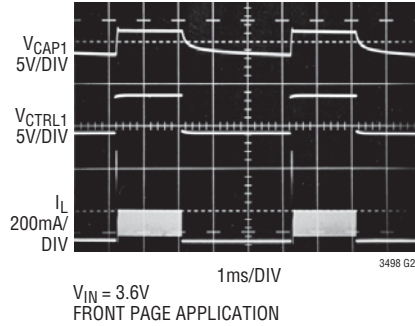 VCAP1
5V/DIV
VCTRL1
5V/DIV
IL
200mA/
DIV
1ms/DIV
3498 G2
VIN = 3.6V
FRONT PAGE APPLICATION